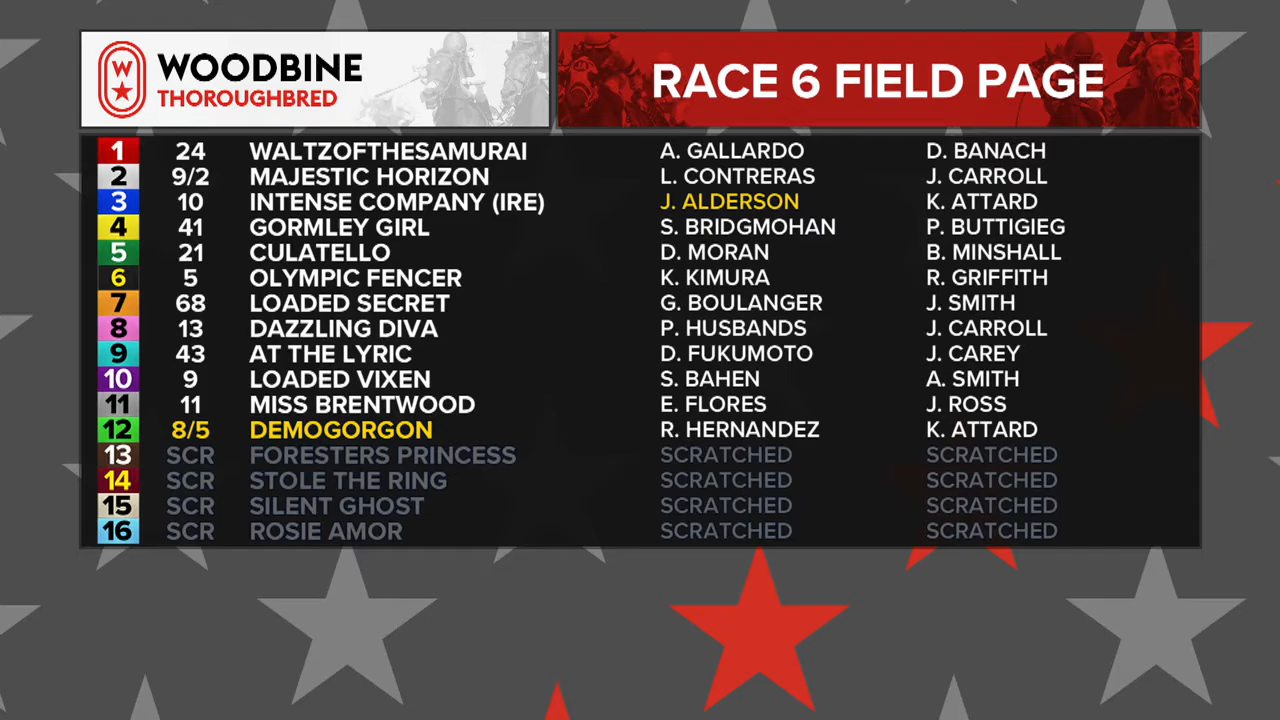 W
WOODBINE
THOROUGHBRED
RACE 6 FIELD PAGE
1 24 WALTZOFTHESAMURAI A. GALLARDO D. BANACH
2 9/2 MAJESTIC HORIZON L. CONTRERAS J. CARROLL
3 10 INTENSE COMPANY (IRE) J. ALDERSON K. ATTARD
4 41 GORMLEY GIRL S. BRIDGMOHAN P. BUTTIGIEG
5 21 CULATELLO D. MORAN B. MINSHALL
6 5 OLYMPIC FENCER K. KIMURA R. GRIFFITH
7 68 LOADED SECRET G. BOULANGER J. SMITH
8 13 DAZZLING DIVA P. HUSBANDS J. CARROLL
9 43 AT THE LYRIC D. FUKUMOTO J. CAREY
10 9 LOADED VIXEN S. BAHEN A. SMITH
11 11 MISS BRENTWOOD E. FLORES J. ROSS
12 8/5 DEMOGORGON R. HERNANDEZ K. ATTARD
13 SCR FORESTERS PRINCESS SCRATCHED SCRATCHED
14 SCR STOLE THE RING SCRATCHED SCRATCHED
15 SCR SILENT GHOST SCRATCHED SCRATCHED
16 SCR ROSIE AMOR SCRATCHED SCRATCHED